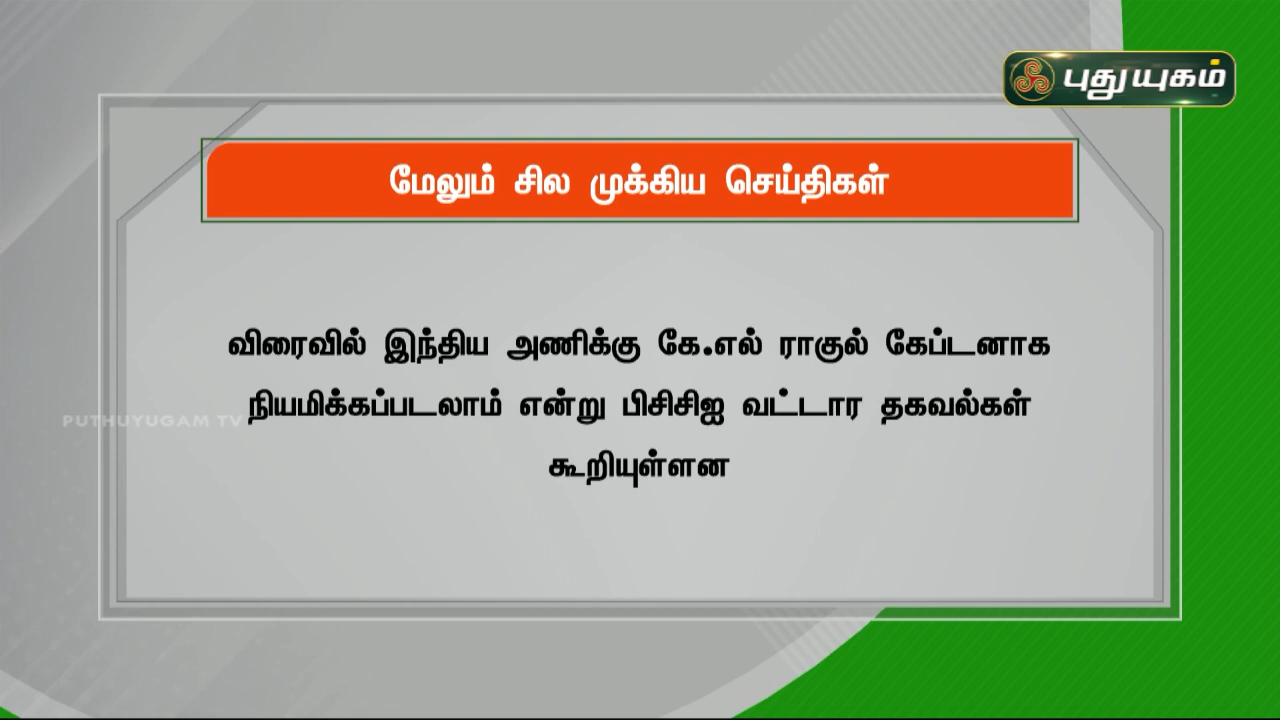 புதுயுகம்
மேலும் சில முக்கிய செய்திகள்
விரைவில் இந்திய அணிக்கு கே.எல் ராகுல் கேப்டனாக
நியமிக்கப்படலாம் என்று பிசிசிஐ வட்டார தகவல்கள்
PUTHUYUGAM TV
கூறியுள்ளன